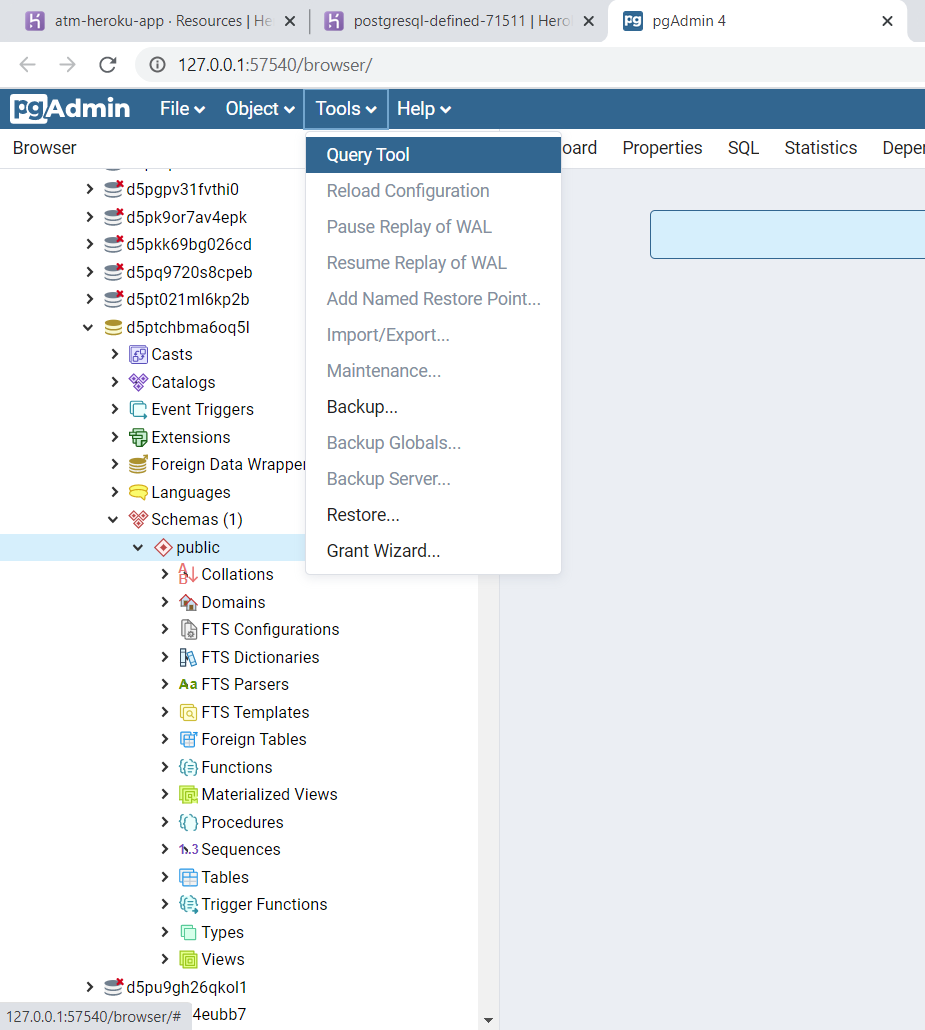 atm-heroku-app · Resources | He
postgresql-defined-71511 | Hero
pgAdmin 4
127.0.0.1:57540/browser/
pgAdmin
File
Object
Tools
Help
Browser
oard
Properties
SQL
Statistics
Deper
Query Tool
Reload Configuration
Pause Replay of WAL
Resume Replay of WAL
Add Named Restore Point...
Import/Export...
Maintenance...
Backup...
Backup Globals...
Backup Server...
Restore...
Grant Wizard...
d5pgpv31fvthi0
d5pk9or7av4epk
d5pkk69bg026cd
d5pq9720s8cpeb
d5pt021ml6kp2b
d5ptchbma6oq5l
Casts
Catalogs
Event Triggers
Extensions
Foreign Data Wrapper
Languages
Schemas (1)
public
Collations
Domains
FTS Configurations
FTS Dictionaries
Aa FTS Parsers
FTS Templates
Foreign Tables
Functions
Materialized Views
Procedures
1..3 Sequences
Tables
Trigger Functions
Types
Views
d5pu9gh26qkol1
4eubb7
127.0.0.1:57540/browser/#